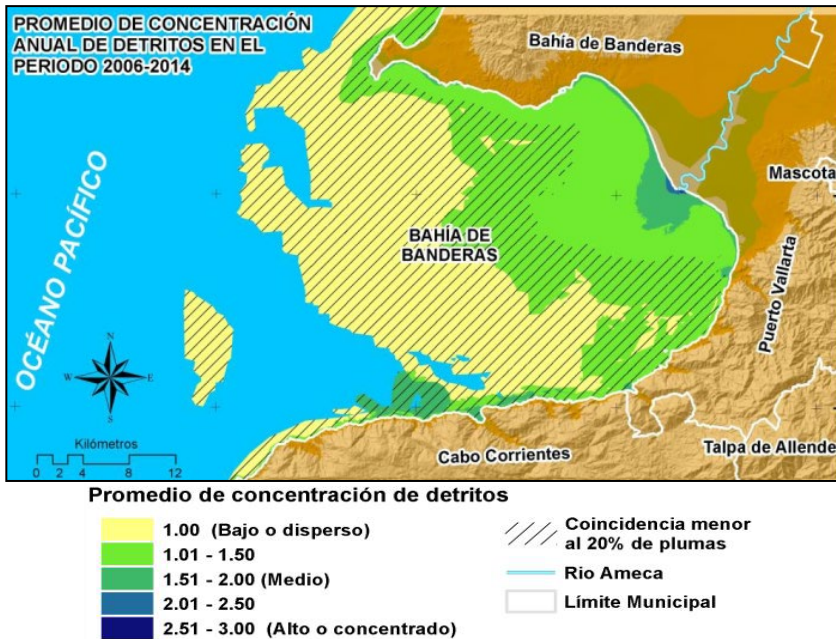 PROMEDIO DE CONCENTRACIÓN
ANUAL DE DETRITOS EN EL
PERIODO 2006-2014
Bahía de Banderas
Mascota
OCÉANO PACÍFICO
BAHÍA DE
BANDERAS
Puerto Vallarta
N
W
E
S
Kilómetros
0 2 4 8 12
Cabo Corrientes
Talpa de Allende
Promedio de concentración de detritos
1.00 (Bajo o disperso)
1.01 - 1.50
1.51 - 2.00 (Medio)
2.01 - 2.50
2.51 - 3.00 (Alto o concentrado)
Coincidencia menor
al 20% de plumas
Rio Ameca
Límite Municipal